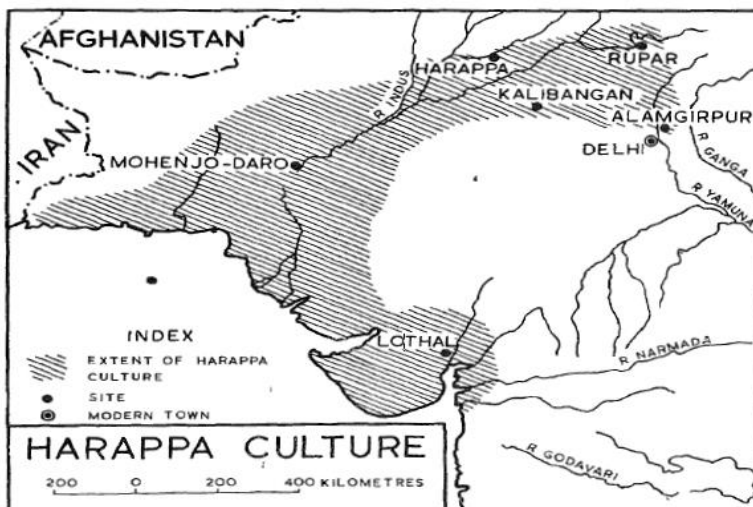 AFGHANISTAN
IRAN
R INDUS
HARAPPA
RUPAR
KALIBANGAN
ALAMGIRPUR
DELHI
R GANGA
R YAMUNA
MOHENJO-DARO
LOTHAL
R NARMADA
R GODAVARI
INDEX
EXTENT OF HARAPPA
CULTURE
SITE
MODERN TOWN
HARAPPA CULTURE
200 0 200 400 KILOMETRES